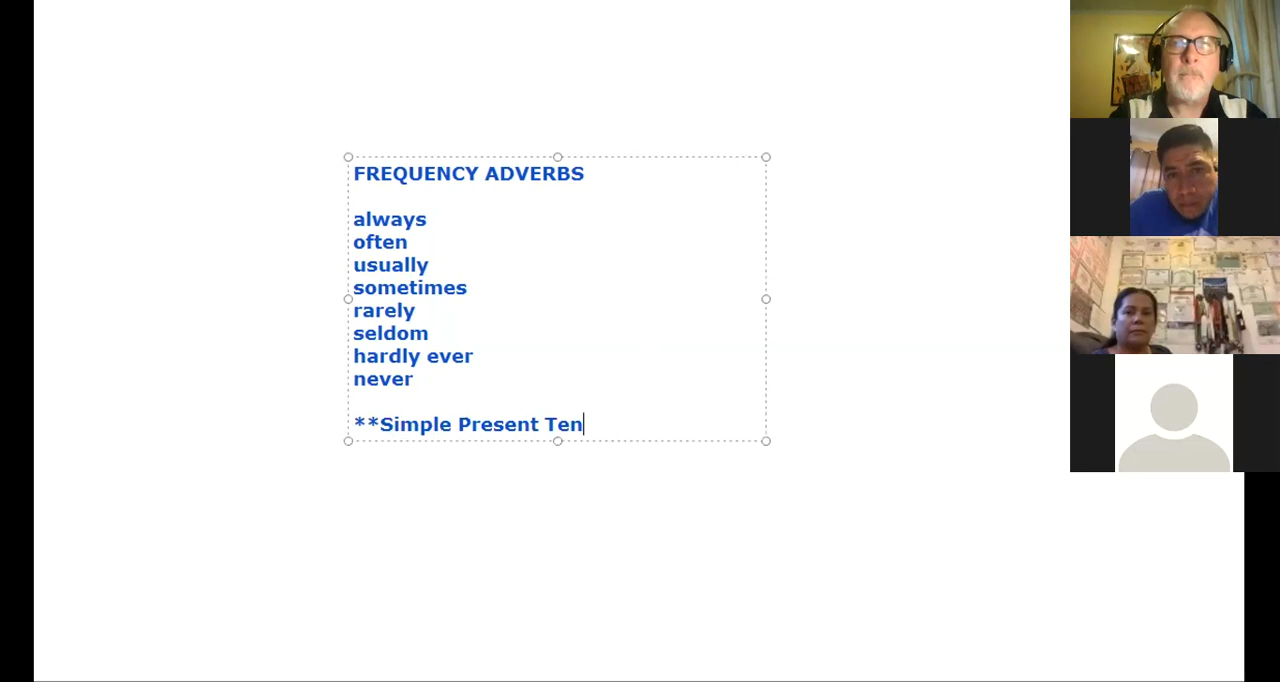 FREQUENCY ADVERBS
always
often
usually
sometimes
rarely
seldom
hardly ever
never
**Simple Present Ten